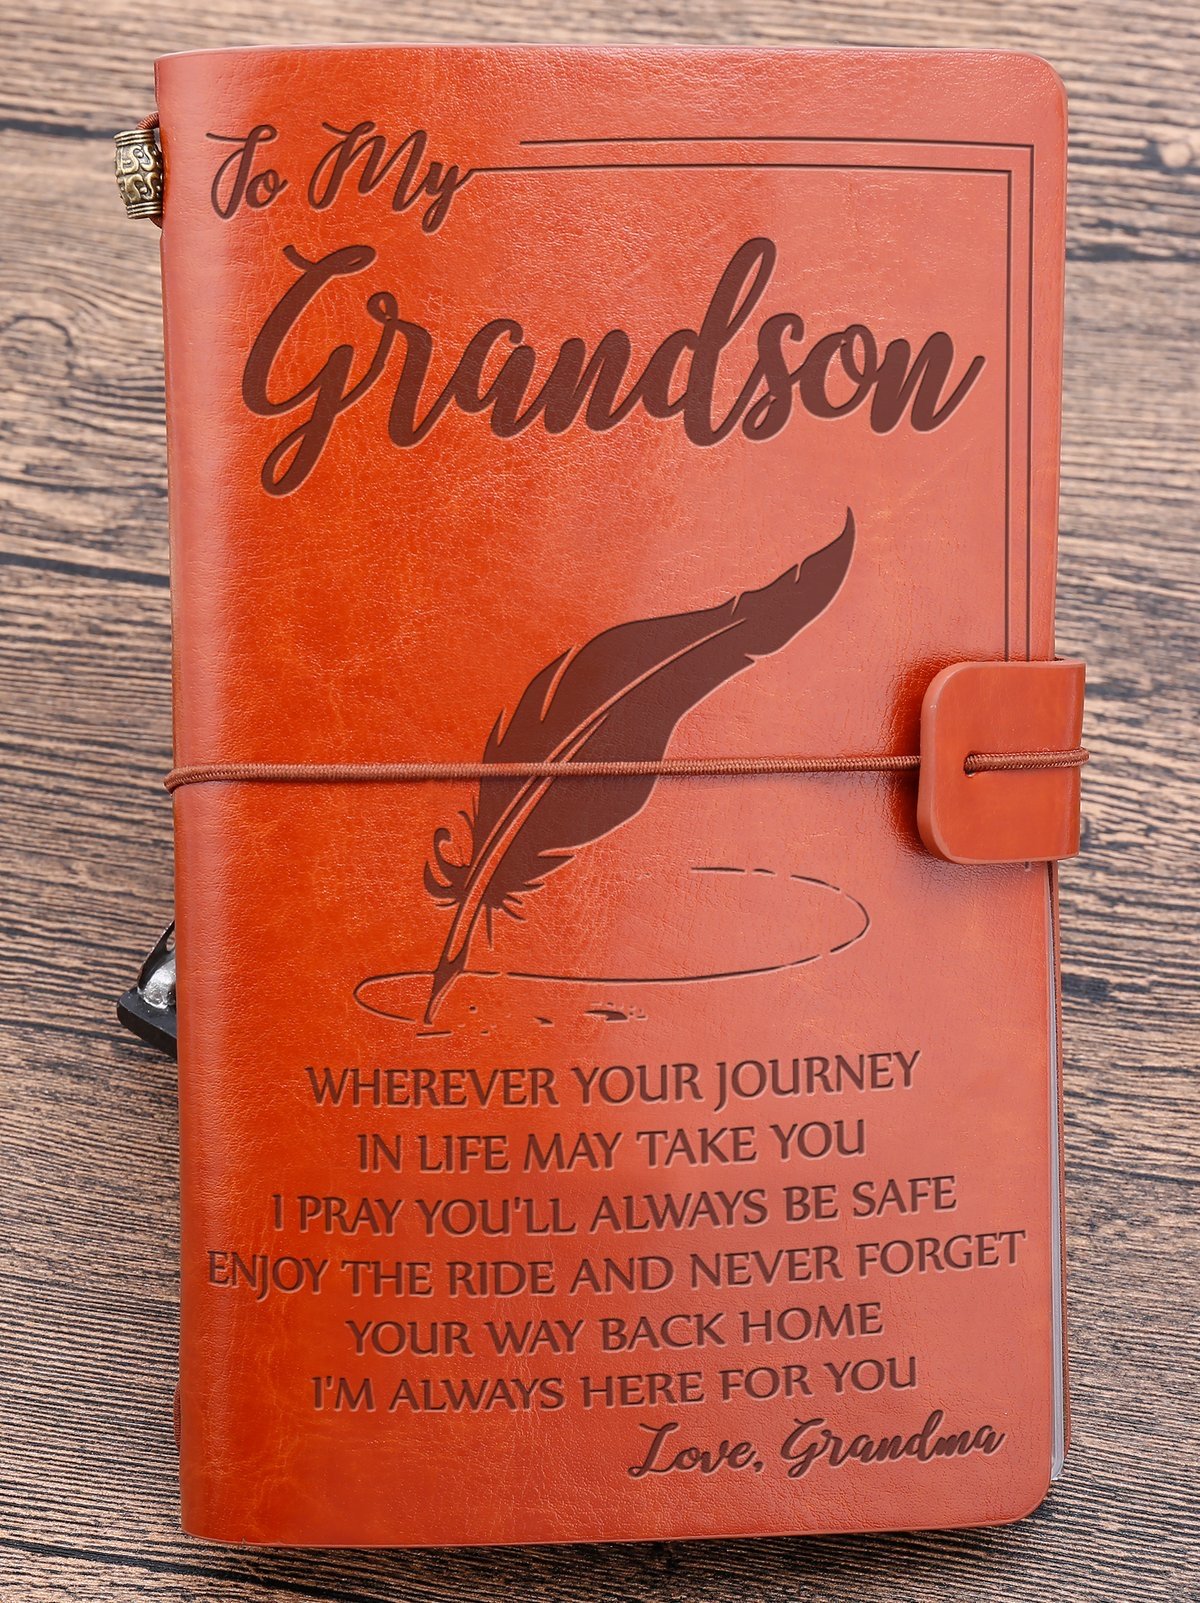 To My
Grandson
WHEREVER YOUR JOURNEY
IN LIFE MAY TAKE YOU
I PRAY YOU'LL ALWAYS BE SAFE
ENJOY THE RIDE AND NEVER FORGET
YOUR WAY BACK HOME
I'M ALWAYS HERE FOR YOU
Love, Grandma